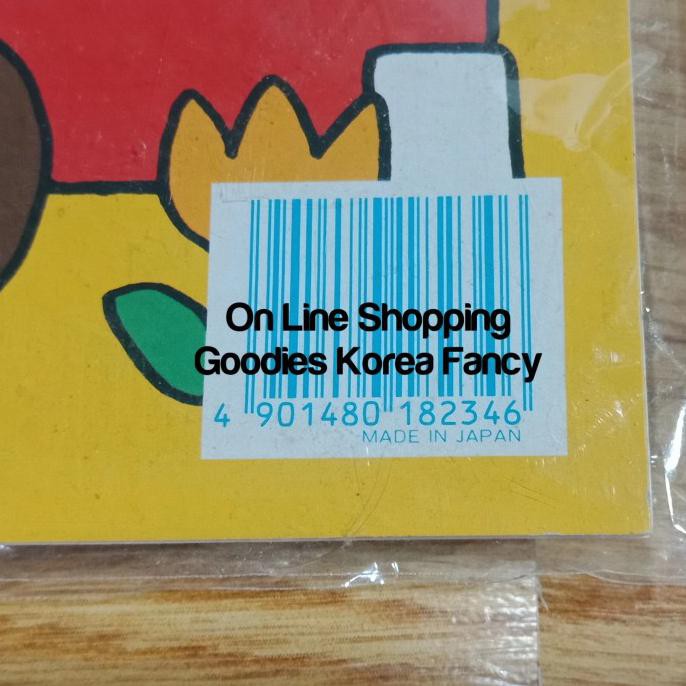 On Line Shopping
Goodies Korea Fancy
4 901480 182346
MADE IN JAPAN